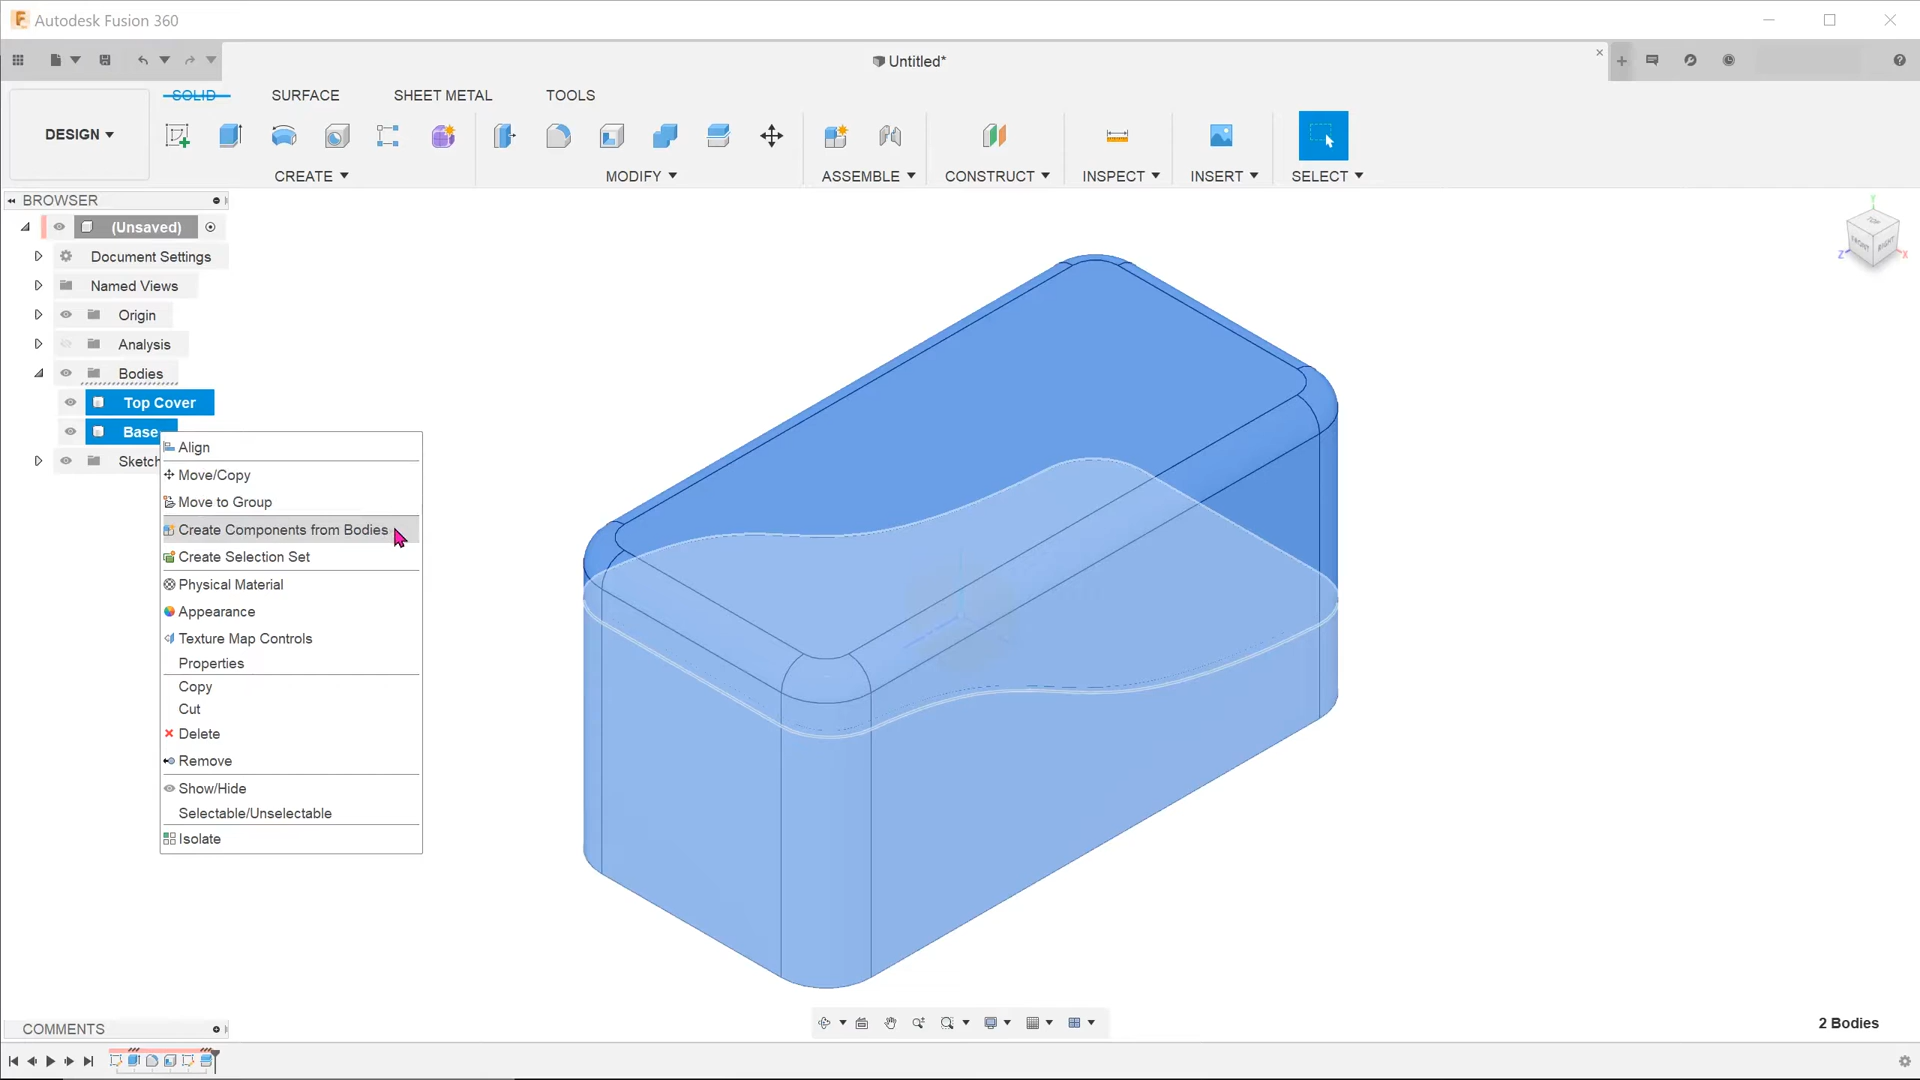 Autodesk Fusion 360
Untitled*
DESIGN
SOLID
SURFACE
SHEET METAL
TOOLS
CREATE
MODIFY
ASSEMBLE
CONSTRUCT
INSPECT
INSERT
SELECT
BROWSER
(Unsaved)
Document Settings
Named Views
Origin
Analysis
Bodies
Top Cover
Base
Sketch
Align
Move/Copy
Move to Group
Create Components from Bodies
Create Selection Set
Physical Material
Appearance
Texture Map Controls
Properties
Copy
Cut
Delete
Remove
Show/Hide
Selectable/Unselectable
Isolate
Y
TOP
FRONT
RIGHT
Z
X
COMMENTS
2 Bodies